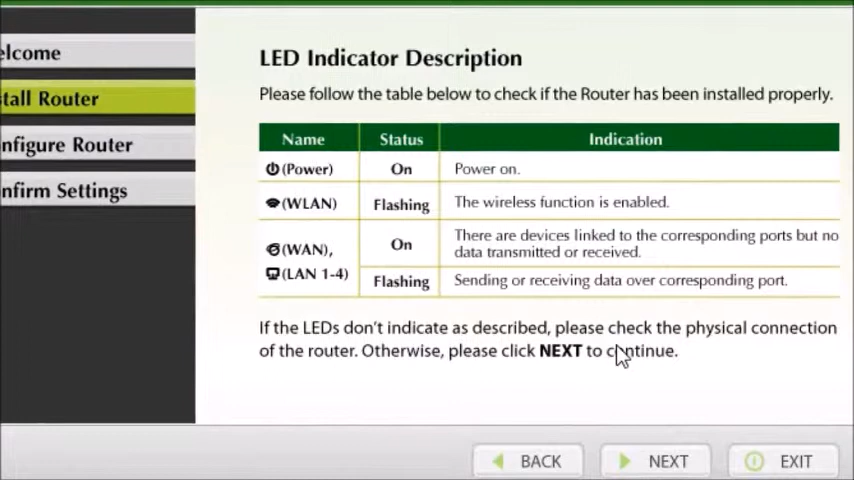 elcome
tall Router
nfigure Router
nfirm Settings
LED Indicator Description
Please follow the table below to check if the Router has been installed properly.
Name Status Indication
(Power) On Power on.
(WLAN) Flashing The wireless function is enabled.
(WAN), (LAN 1-4) On There are devices linked to the corresponding ports but no
data transmitted or received.
Flashing Sending or receiving data over corresponding port.
If the LEDs don't indicate as described, please check the physical connection
of the router. Otherwise, please click NEXT to continue.
BACK NEXT EXIT